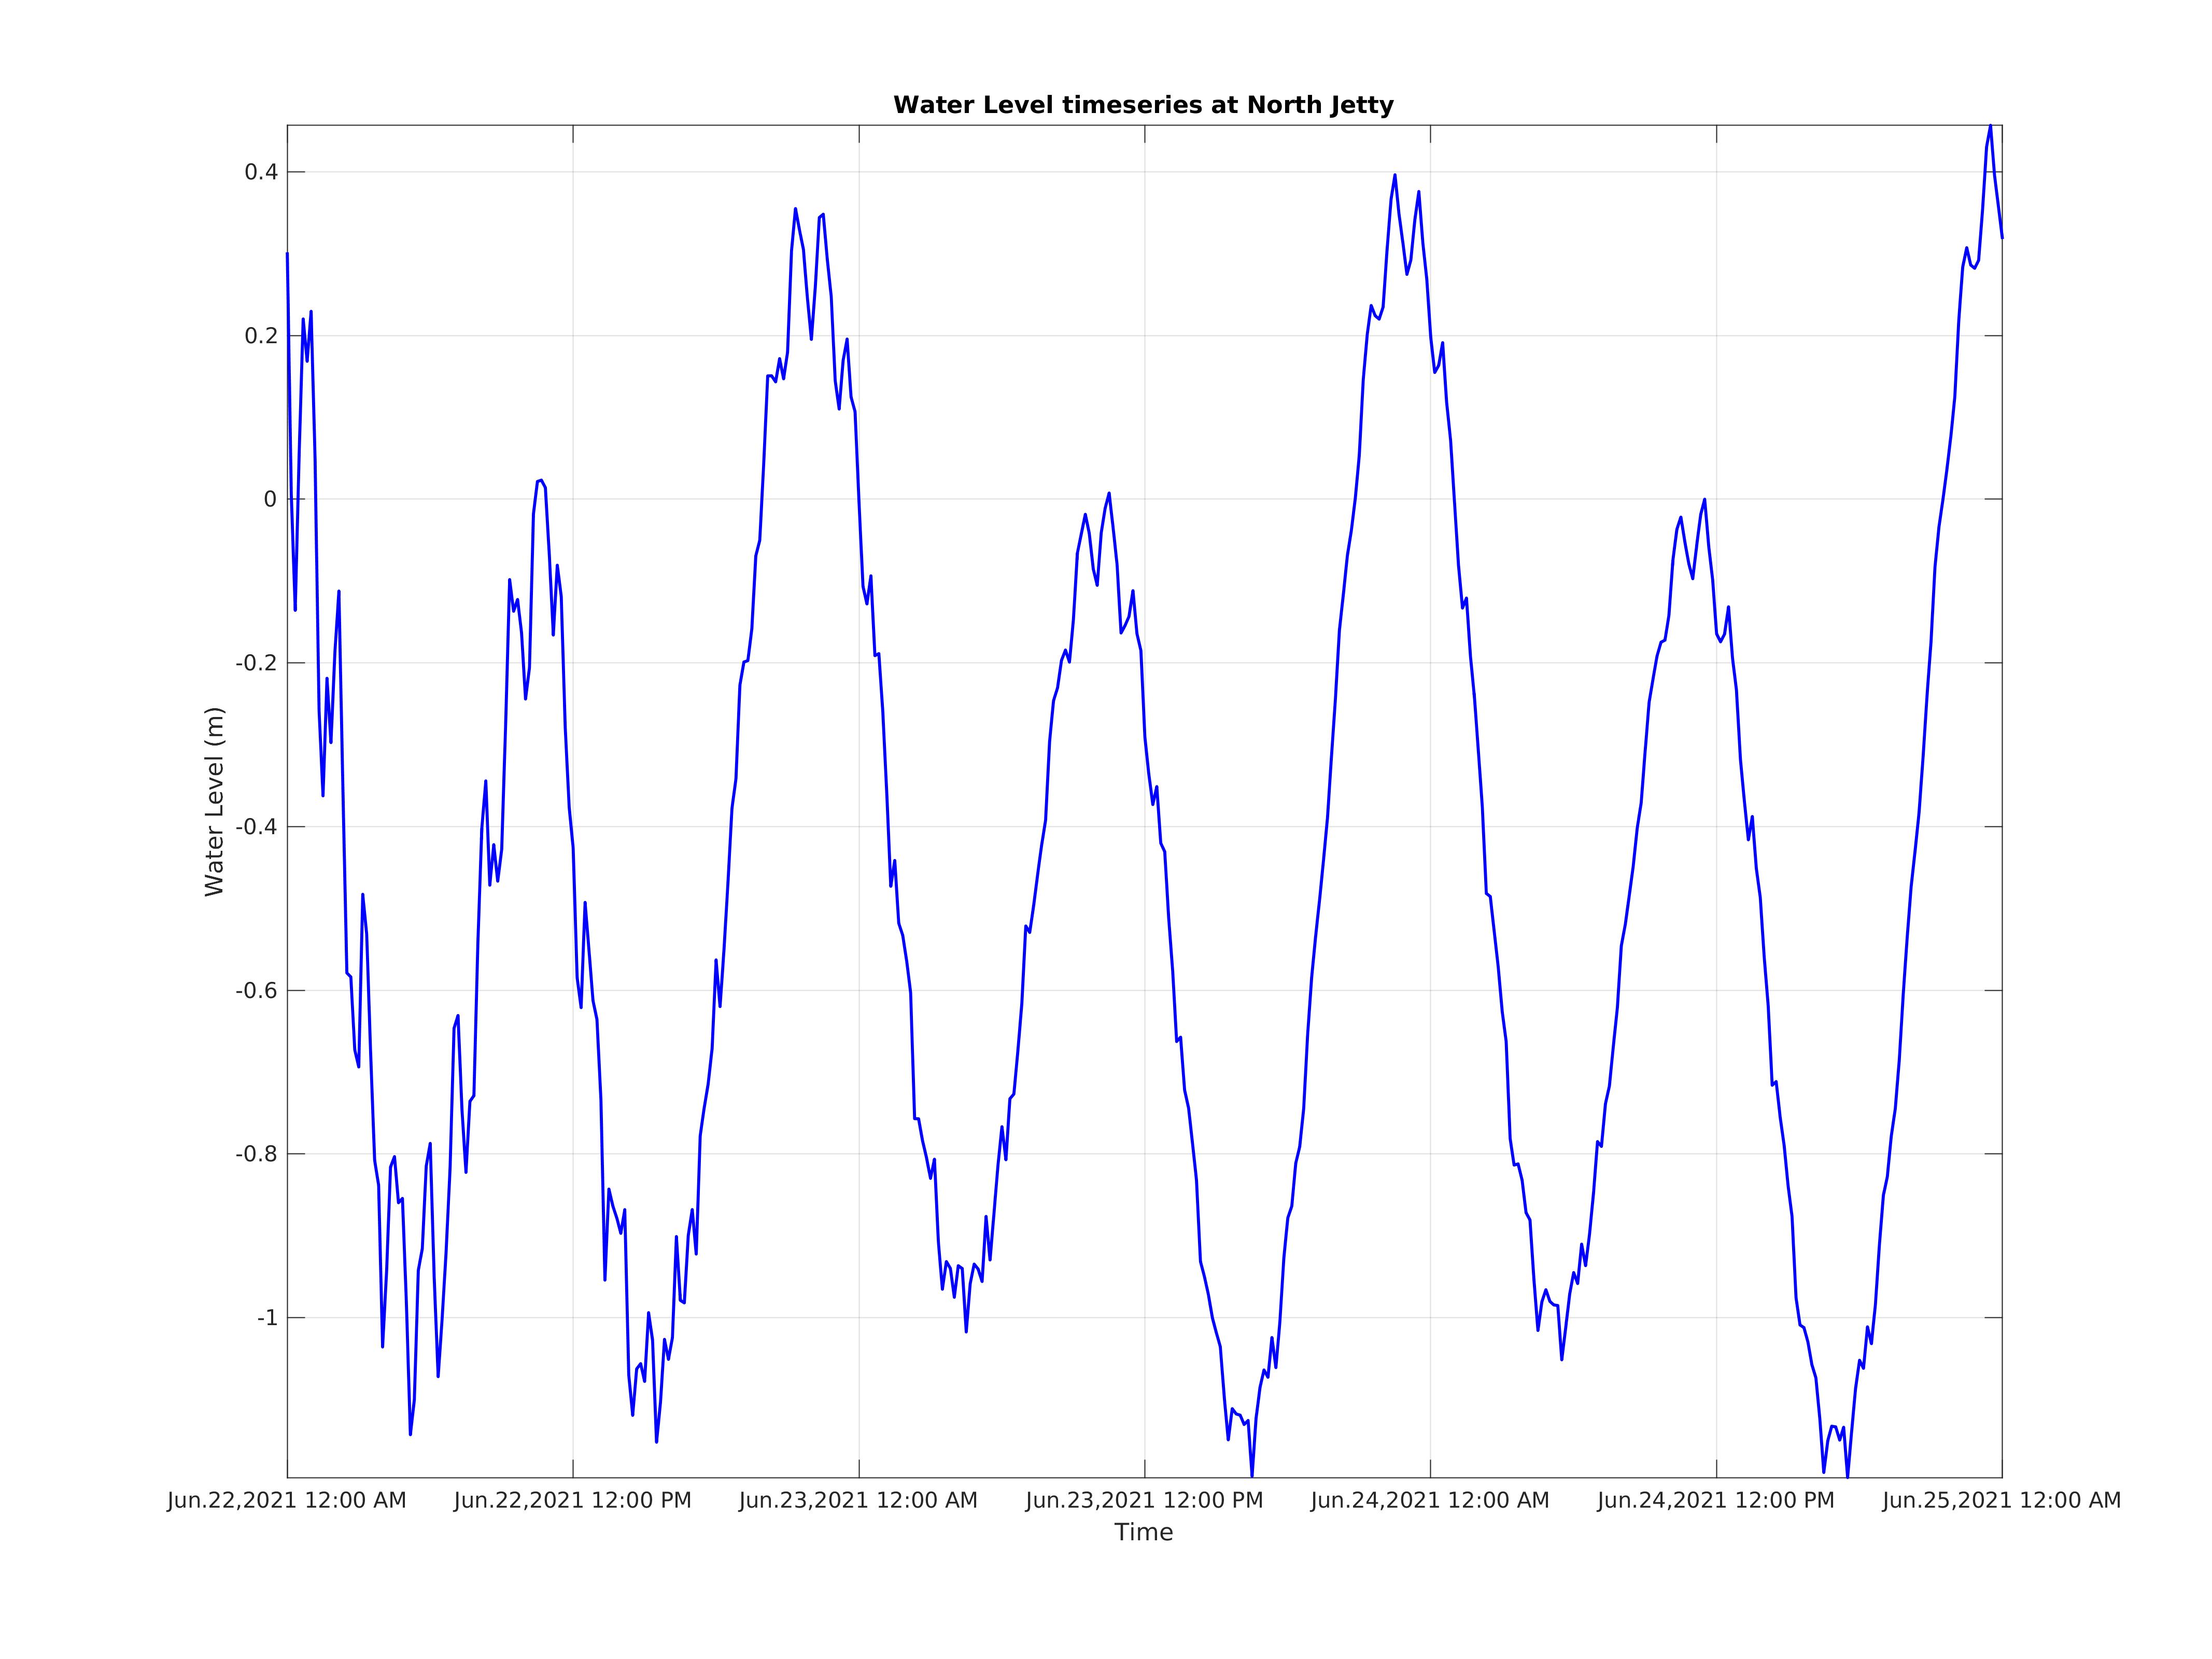 Water Level timeseries at North Jetty
0.4
0.2
0
-0.2
-0.4
-0.6
-0.8
-1
Water Level (m)
Jun.22,2021 12:00 AM Jun.22,2021 12:00 PM Jun.23,2021 12:00 AM Jun.23,2021 12:00 PM Jun.24,2021 12:00 AM Jun.24,2021 12:00 PM Jun.25,2021 12:00 AM
Time